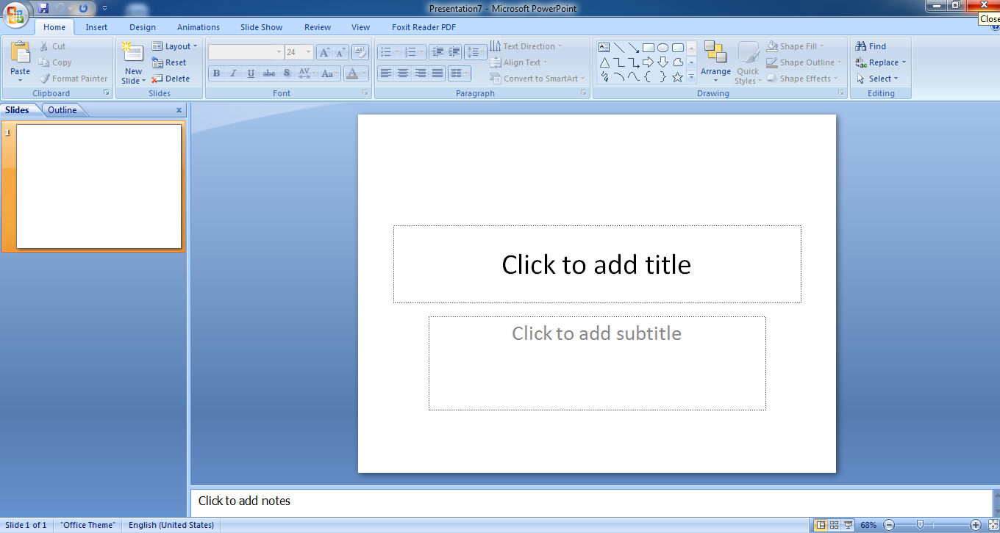 Presentation7 - Microsoft PowerPoint
Close
Home Insert Design Animations Slide Show Review View Foxit Reader PDF
Paste
Cut
Copy
Format Painter
Clipboard
New
Slide
Layout
Reset
Delete
Slides
24
B I U abe S AV Aa A
Font
Text Direction
Align Text
Convert to SmartArt
Paragraph
Arrange
Quick
Styles
Shape Fill
Shape Outline
Shape Effects
Drawing
Find
Replace
Select
Editing
Slides Outline x
1
Click to add title
Click to add subtitle
Click to add notes
Slide 1 of 1 "Office Theme" English (United States) 68%